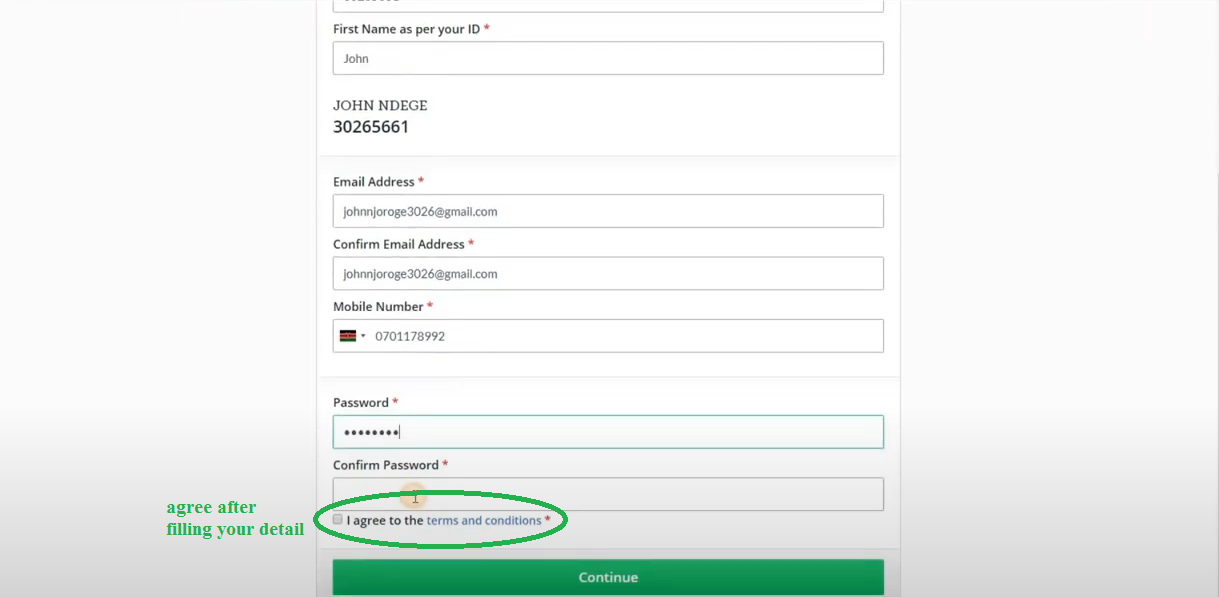 First Name as per your ID *
John
JOHN NDEGE
30265661
Email Address *
johnnjoroge3026@gmail.com
Confirm Email Address *
johnnjoroge3026@gmail.com
Mobile Number *
0701178992
Password *
••••••••
Confirm Password *
agree after
filling your detail
I agree to the terms and conditions *
Continue